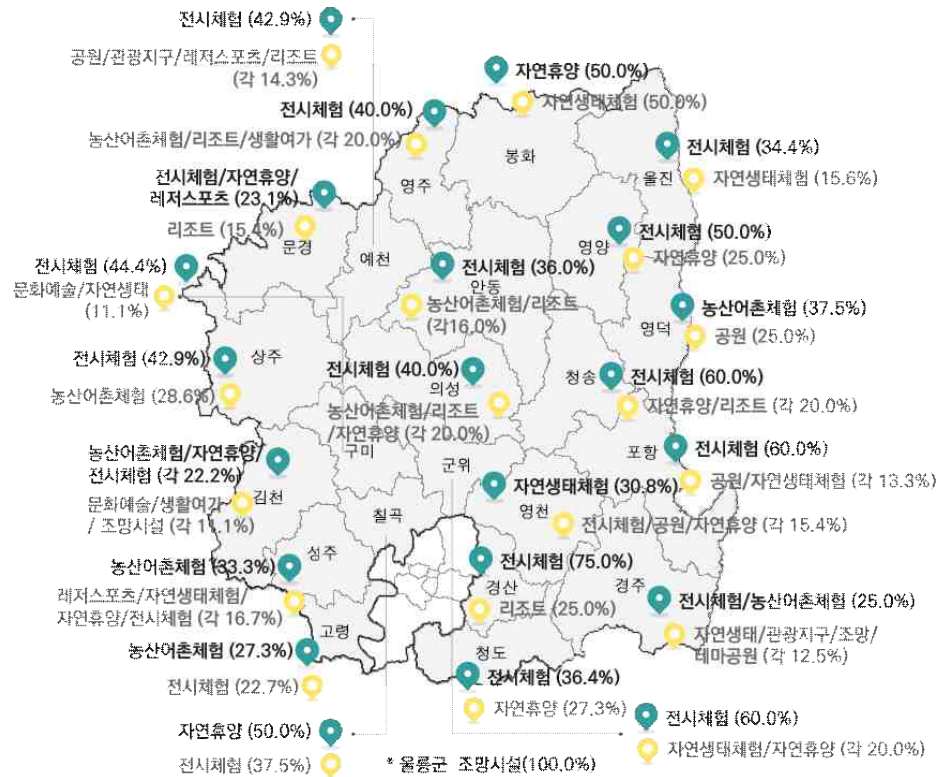 전시체험 (42.9%)
공원/관광지구/레저스포츠/리조트
(각 14.3%)
자연휴양 (50.0%)
자연생태체험 (50.0%)
전시체험 (40.0%)
농산어촌체험/리조트/생활여가 (각 20.0%)
봉화
영주
전시체험 (34.4%)
울진
자연생태체험 (15.6%)
전시체험/자연휴양/
레저스포츠 (23.1%)
리조트 (15.4%)
문경
예천
영양
전시체험 (50.0%)
자연휴양 (25.0%)
전시체험 (44.4%)
문화예술/자연생태
(11.1%)
전시체험 (36.0%)
안동
농산어촌체험/리조트
(각16.0%)
농산어촌체험 (37.5%)
영덕
공원 (25.0%)
전시체험 (42.9%)
상주
농산어촌체험 (28.6%)
전시체험 (40.0%)
의성
농산어촌체험/리조트
/자연휴양 (각 20.0%)
청송
전시체험 (60.0%)
자연휴양/리조트 (각 20.0%)
구미
군위
포항
전시체험 (60.0%)
공원/자연생태체험 (각 13.3%)
농산어촌체험/자연휴양/
전시체험 (각 22.2%)
김천
문화예술/생활여가
/ 조망시설 (각 11.1%)
칠곡
자연생태체험 (30.8%)
영천
전시체험/공원/자연휴양 (각 15.4%)
성주
농산어촌체험 (33.3%)
레저스포츠/자연생태체험/
자연휴양/전시체험 (각 16.7%)
전시체험 (75.0%)
경산
리조트 (25.0%)
경주
전시체험/농산어촌체험 (25.0%)
자연생태/관광지구/조망/
테마공원 (각 12.5%)
고령
농산어촌체험 (27.3%)
전시체험 (22.7%)
청도
전시체험 (36.4%)
자연휴양 (27.3%)
자연휴양 (50.0%)
전시체험 (37.5%)
전시체험 (60.0%)
자연생태체험/자연휴양 (각 20.0%)
* 울릉군 조망시설(100.0%)